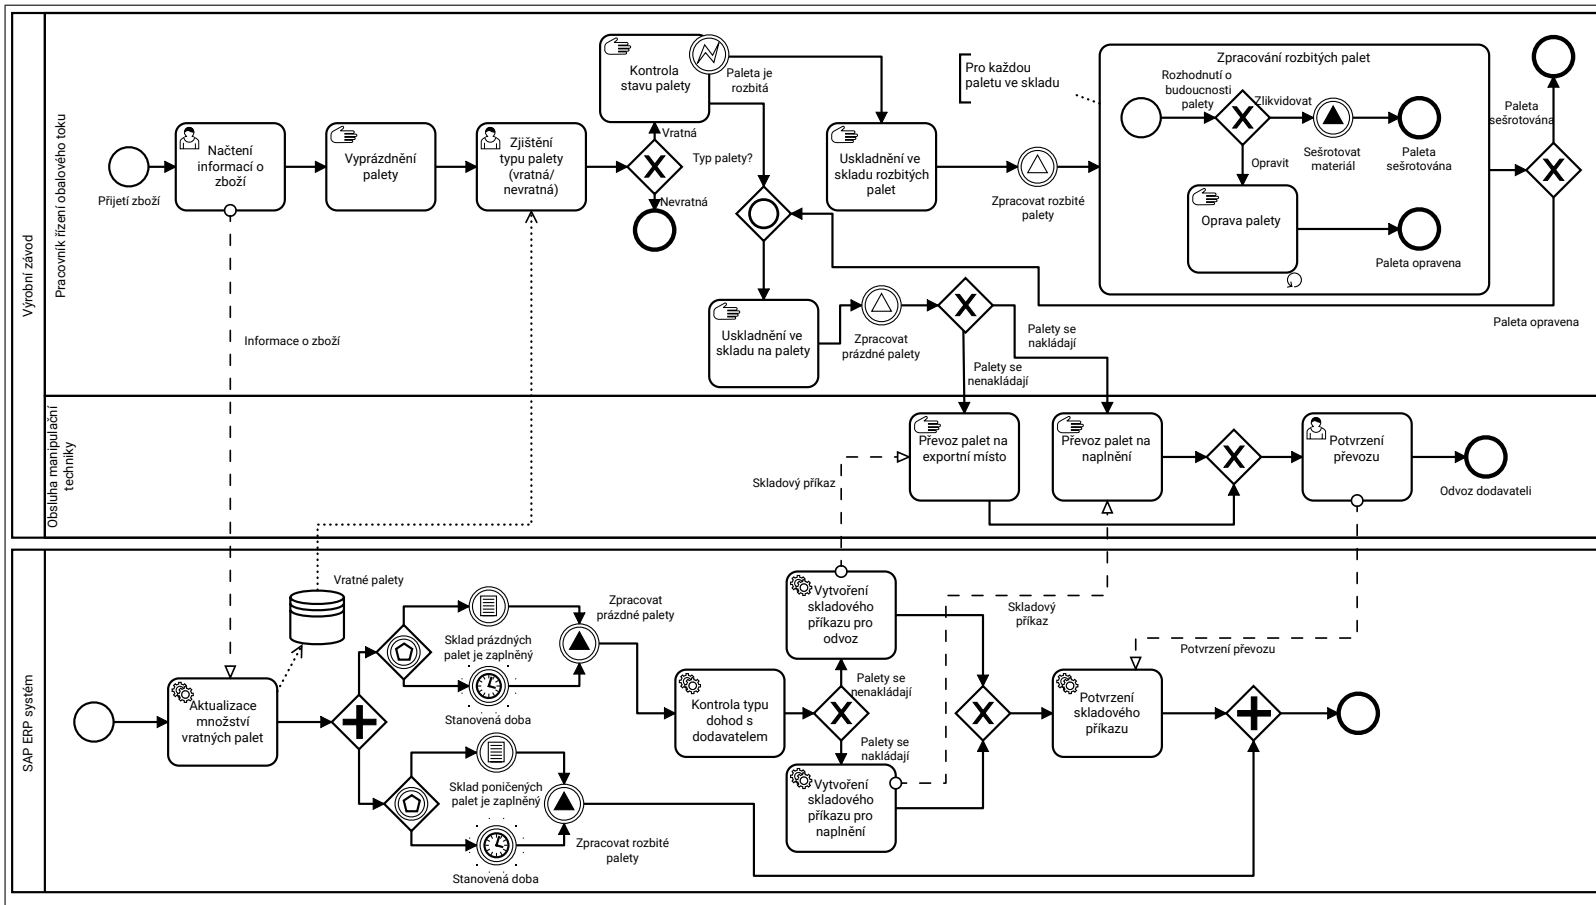 Výrobní závod
Pracovník řízení obalového toku
Přijetí zboží
Načtení
informací o
zboží
Vyprázdnění
palety
Zjištění
typu palety
(vratná/
nevratná)
Kontrola
stavu palety
Paleta je
rozbitá
Vratná
Typ palety?
Nevratná
Uskladnění ve
skladu rozbitých
palet
Zpracovat rozbité
palety
Pro každou
paletu ve skladu
Zpracování rozbitých palet
Rozhodnutí o
budoucnosti
palety
Zlikvidovat
Sešrotovat
materiál
Paleta
sešrotována
Opravit
Oprava palety
Paleta opravena
Paleta
sešrotována
Paleta opravena
Informace o zboží
Uskladnění ve
skladu na palety
Zpracovat
prázdné palety
Palety se
nakládají
Palety se
nenakládají
Obsluha manipulační
techniky
Převoz palet na
exportní místo
Převoz palet na
naplnění
Potvrzení
převozu
Odvoz dodavateli
Skladový příkaz
SAP ERP systém
Vratné palety
Aktualizace
množství
vratných palet
Sklad prázdných
palet je zaplněný
Stanovená doba
Zpracovat
prázdné palety
Sklad poničených
palet je zaplněný
Stanovená doba
Zpracovat rozbité
palety
Kontrola typu
dohod s
dodavatelem
Vytvoření
skladového
příkazu pro
odvoz
Palety se
nenakládají
Palety se
nakládají
Vytvoření
skladového
příkazu pro
naplnění
Skladový
příkaz
Potvrzení převozu
Potvrzení
skladového
příkazu